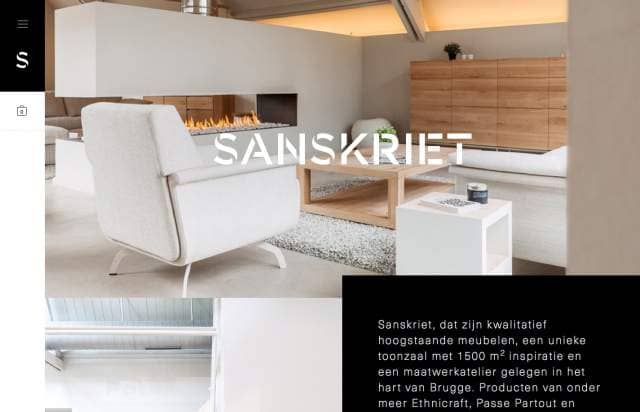 S
0
SANSKRIET
Sanskriet, dat zijn kwalitatief
hoogstaande meubelen, een unieke
toonzaal met 1500 m² inspiratie en
een maatwerkatelier gelegen in het
hart van Brugge. Producten van onder
meer Ethnicraft, Passe Partout en